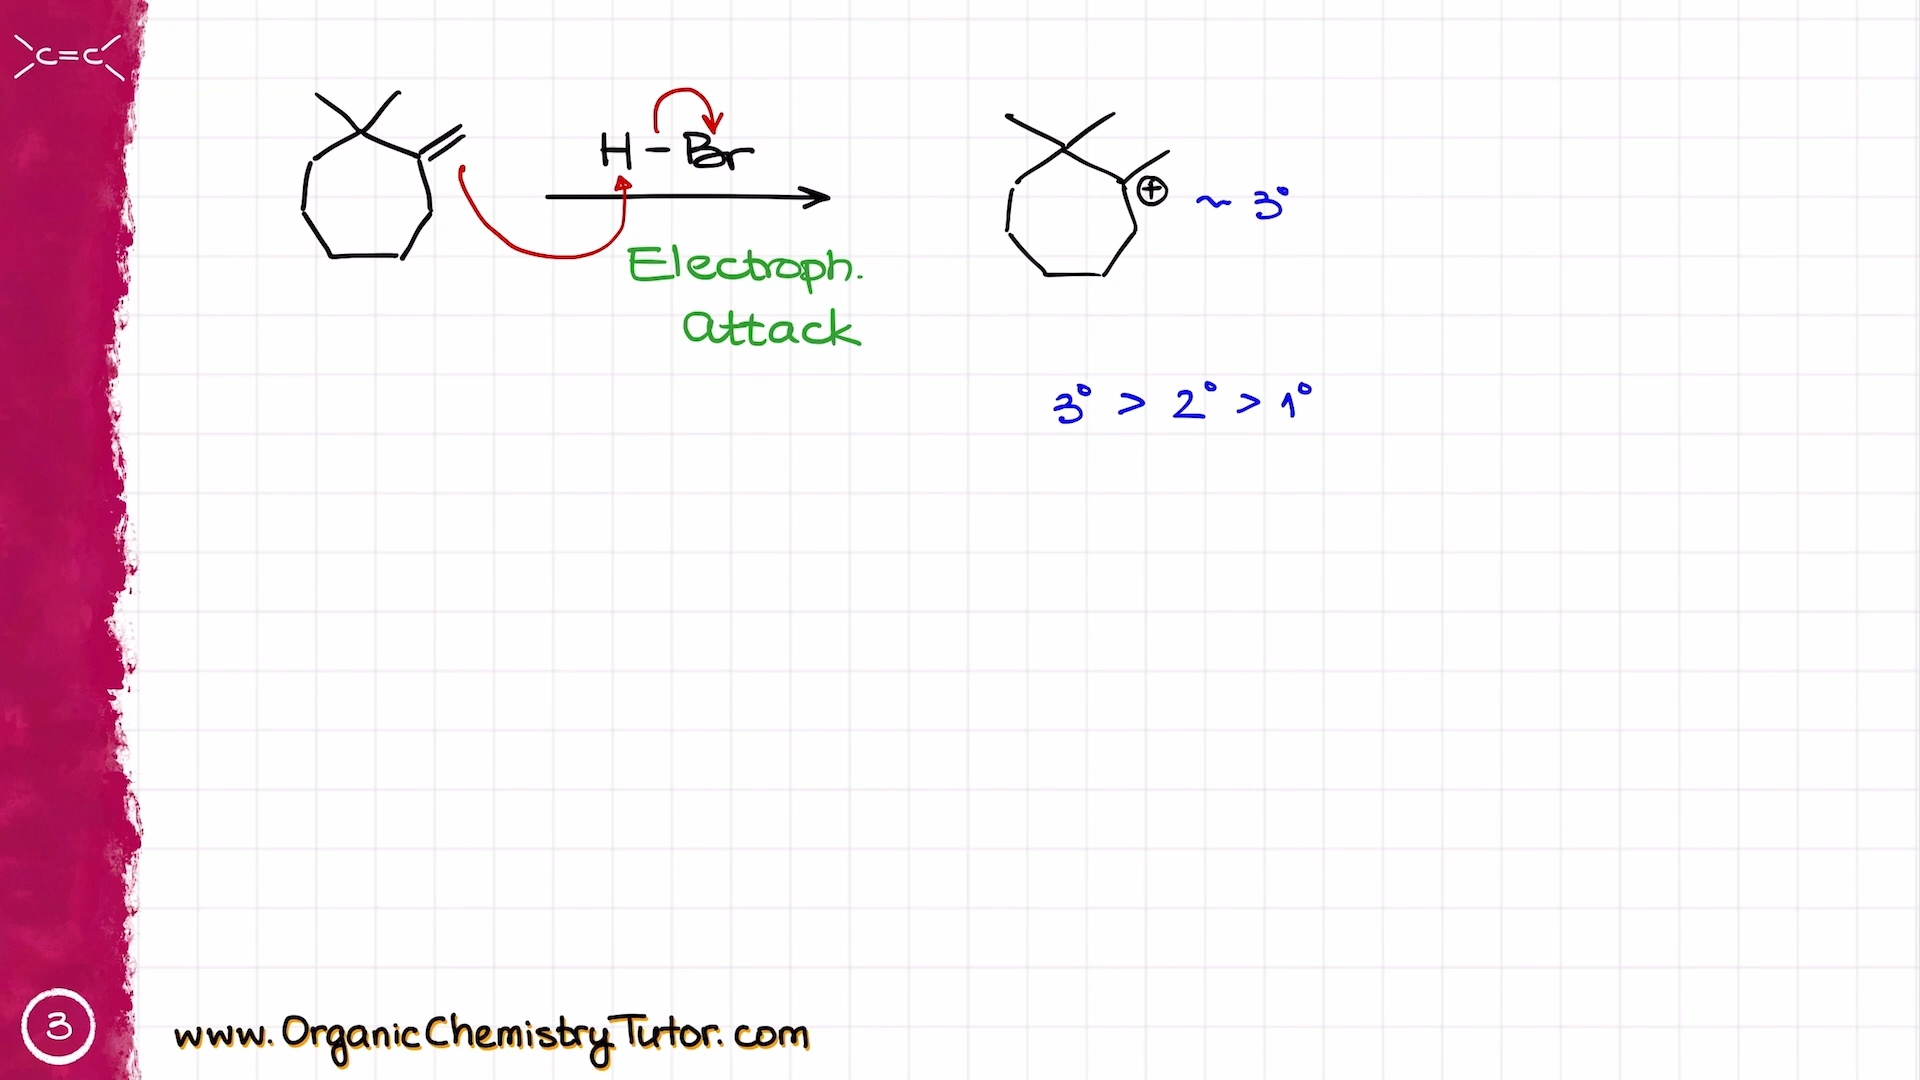 C=C
H-Br
⊕ ~ 3°
Electroph.
attack
3° > 2° > 1°
3
www.OrganicChemistryTutor.com